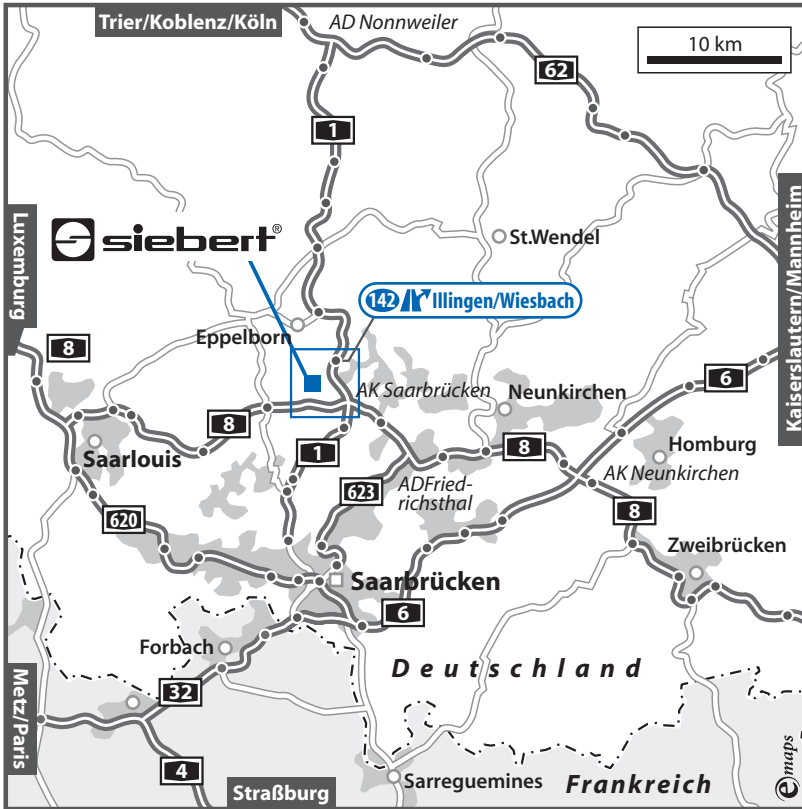 Trier/Koblenz/Köln
AD Nonnweiler
10 km
62
1
Luxemburg
siebert®
St.Wendel
Kaiserslautern/Mannheim
142 Illingen/Wiesbach
Eppelborn
8
6
AK Saarbrücken
Neunkirchen
8
Saarlouis
1
8
Homburg
623
ADFried-
richsthal
AK Neunkirchen
620
8
Zweibrücken
Saarbrücken
6
Forbach
Deutschland
Metz/Paris
32
4
Straßburg
Sarreguemines
Frankreich
emaps